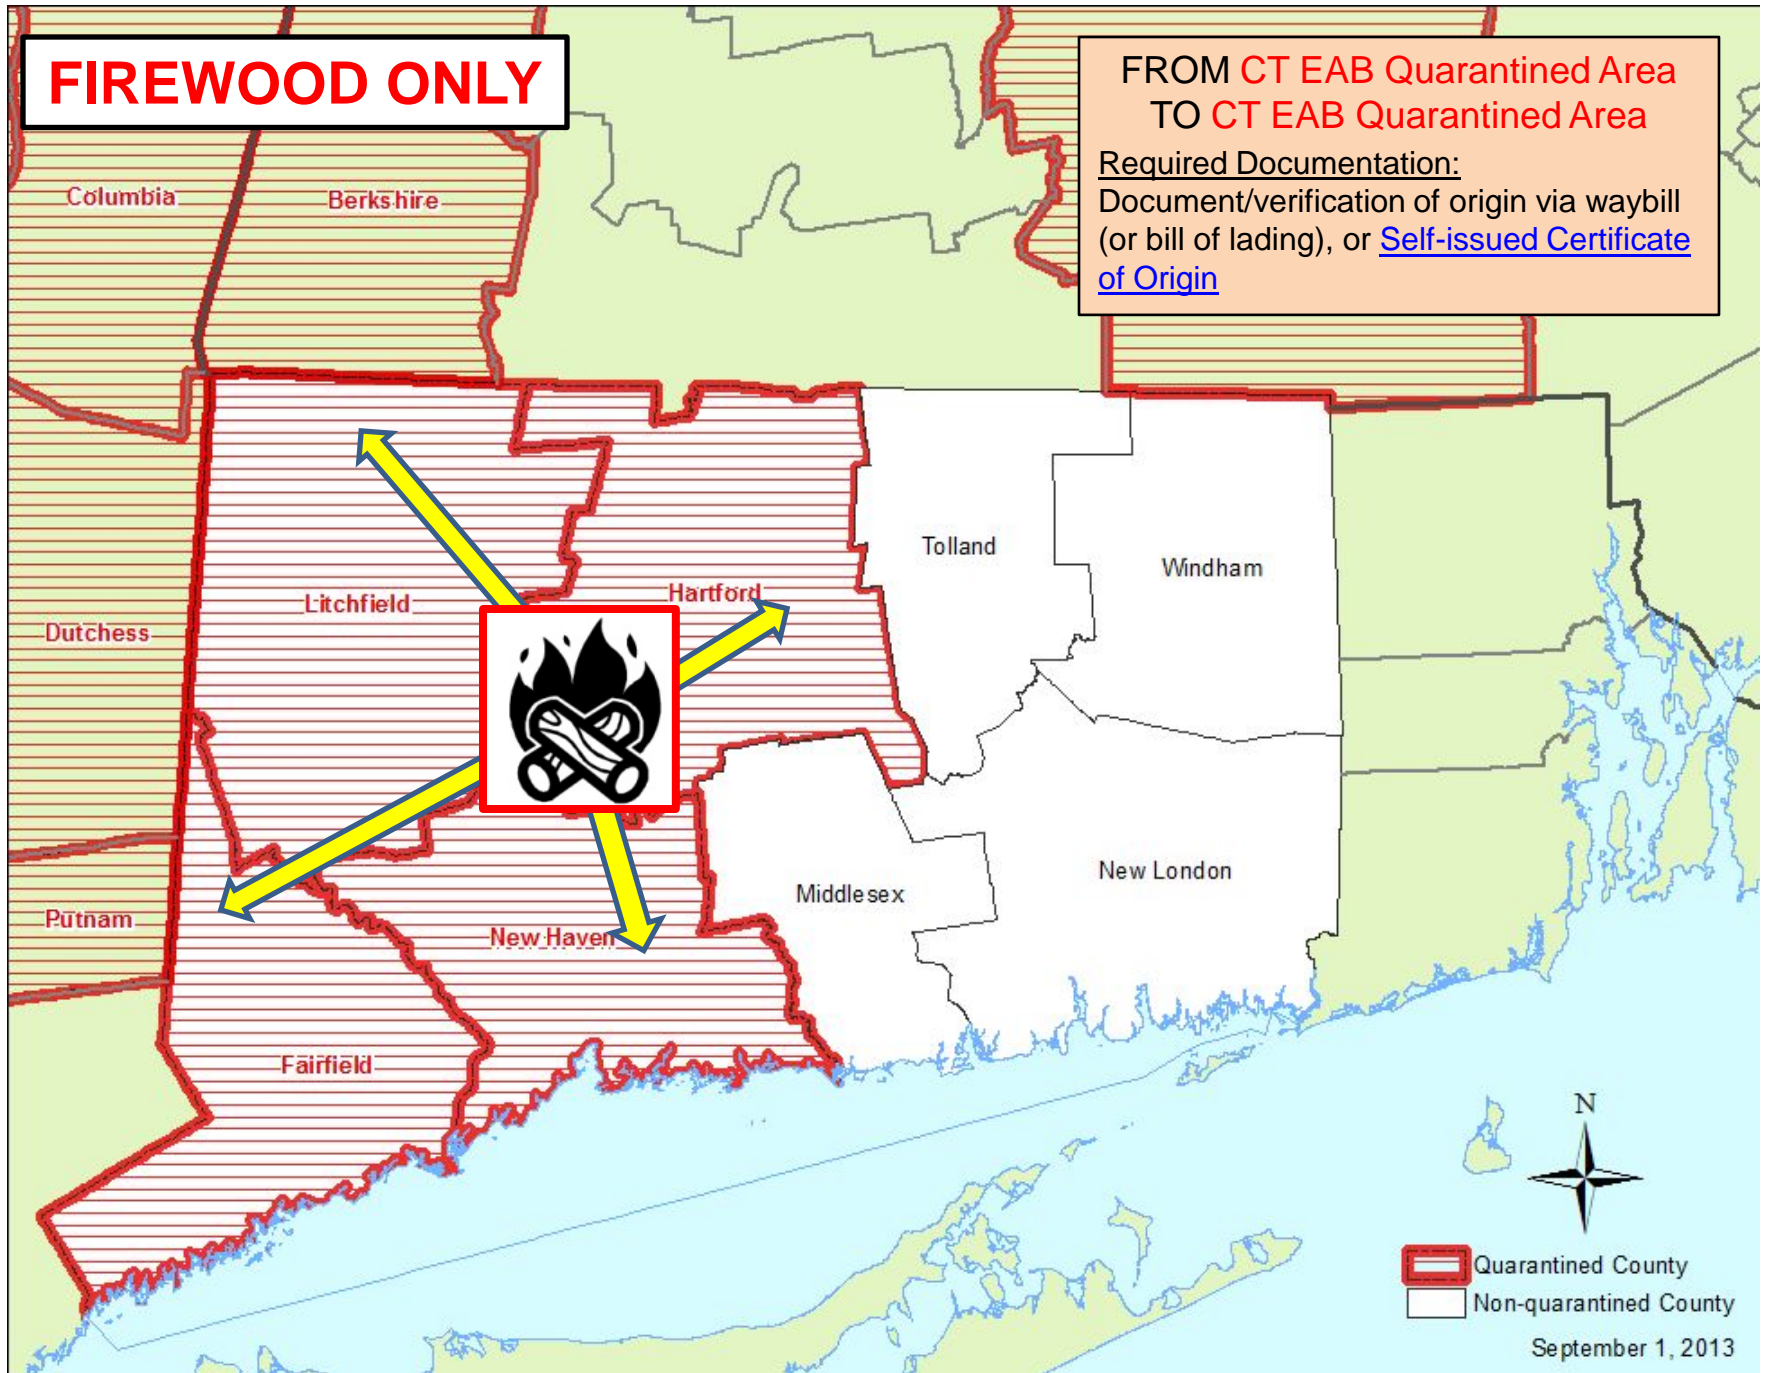 FIREWOOD ONLY
FROM CT EAB Quarantined Area
TO CT EAB Quarantined Area
Required Documentation:
Document/verification of origin via waybill
(or bill of lading), or Self-issued Certificate
of Origin
Columbia
Berkshire
Tolland
Windham
Litchfield
Hartford
Dutchess
New London
Middlesex
Putnam
New Haven
Fairfield
N
Quarantined County
Non-quarantined County
September 1, 2013